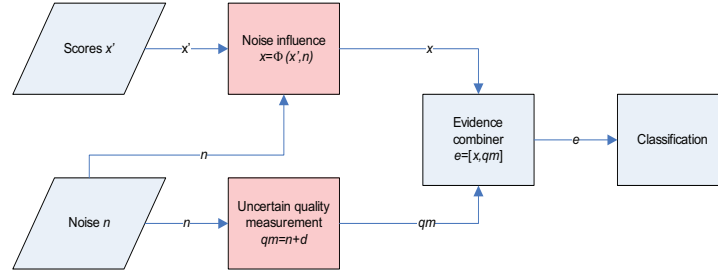 Scores x'
x'
Noise influence
x=Φ(x',n)
x
n
Evidence
combiner
e=[x,qm]
e
Classification
Noise n
n
Uncertain quality
measurement
qm=n+d
qm